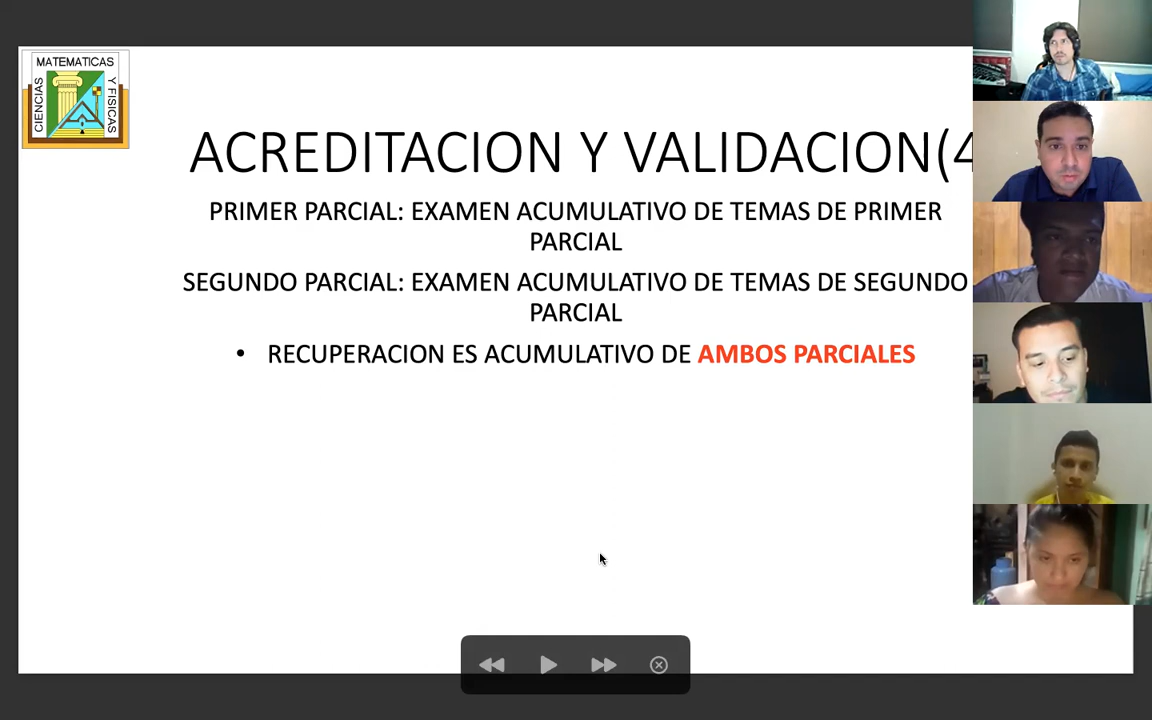 MATEMATICAS
CIENCIAS
Y FISICAS
ACREDITACION Y VALIDACION(4
PRIMER PARCIAL: EXAMEN ACUMULATIVO DE TEMAS DE PRIMER
PARCIAL
SEGUNDO PARCIAL: EXAMEN ACUMULATIVO DE TEMAS DE SEGUNDO
PARCIAL
• RECUPERACION ES ACUMULATIVO DE AMBOS PARCIALES